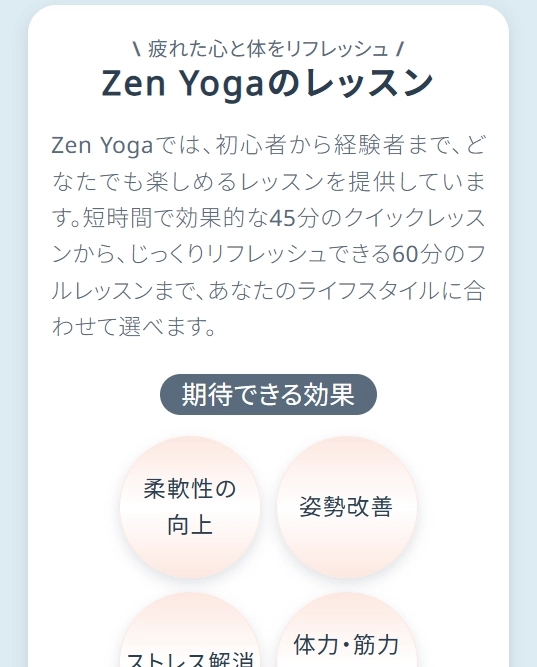 \ 疲れた心と体をリフレッシュ /
Zen Yogaのレッスン
Zen Yogaでは、初心者から経験者まで、ど
なたでも楽しめるレッスンを提供していま
す。短時間で効果的な45分のクイックレッス
ンから、じっくりリフレッシュできる60分のフ
ルレッスンまで、あなたのライフスタイルに合
わせて選べます。
期待できる効果
柔軟性の
向上
姿勢改善
ストレス解消
体力・筋力